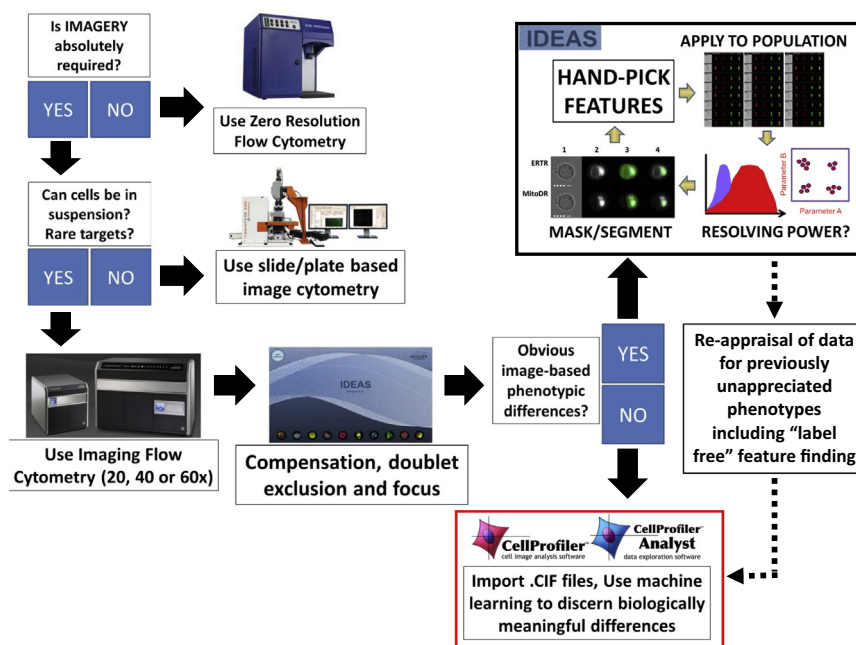 Is IMAGERY
absolutely
required?
YES
NO
Use Zero Resolution
Flow Cytometry
Can cells be in
suspension?
Rare targets?
YES
NO
Use slide/plate based
image cytometry
Use Imaging Flow
Cytometry (20, 40 or 60x)
IDEAS
Compensation, doublet
exclusion and focus
Obvious
image-based
phenotypic
differences?
YES
NO
IDEAS
APPLY TO POPULATION
HAND-PICK
FEATURES
1
2
3
4
ERTR
MitoDR
MASK/SEGMENT
Parameter B
Parameter A
RESOLVING POWER?
Re-appraisal of data
for previously
unappreciated
phenotypes
including “label
free” feature finding
CellProfiler™
cell image analysis software
CellProfiler™
Analyst
data exploration software
Import .CIF files, Use machine
learning to discern biologically
meaningful differences